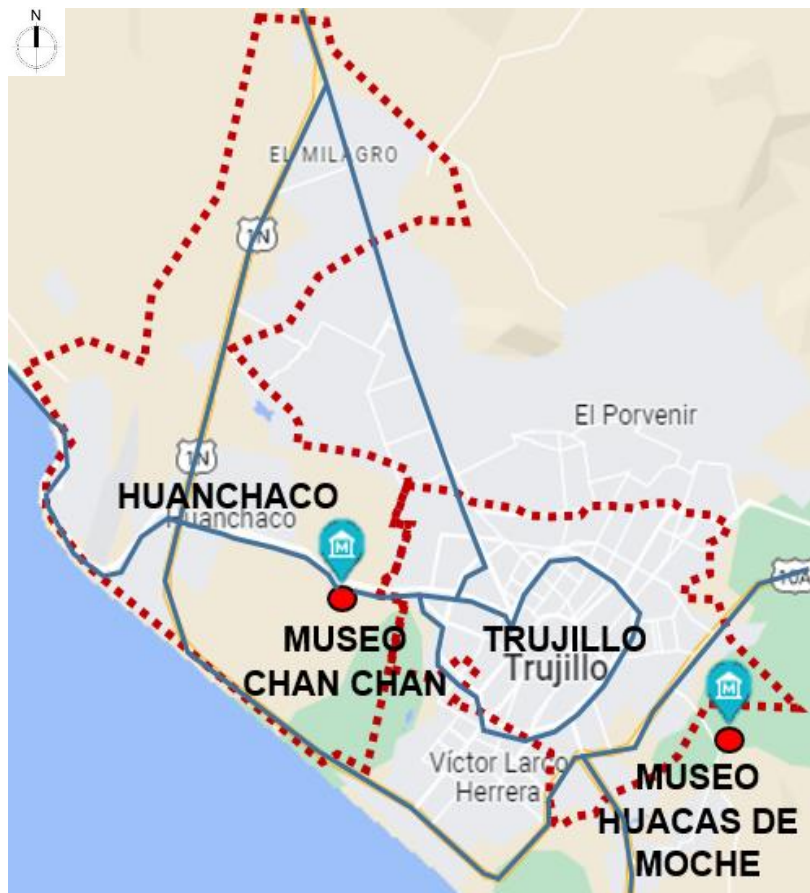 N
EL MILAGRO
1N
El Porvenir
1N
HUANCHACO
Huanchaco
M
MUSEO
CHAN CHAN
TRUJILLO
Trujillo
10A
M
Víctor Larco
Herrera
MUSEO
HUACAS DE
MOCHE